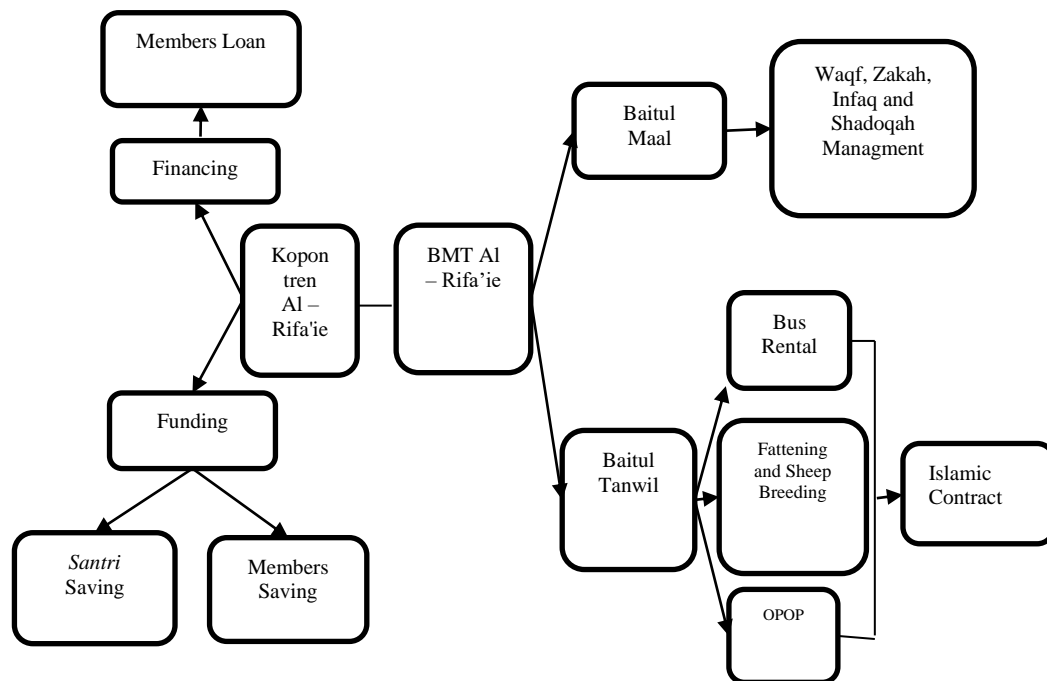 Members Loan
Financing
Kopon
tren
Al –
Rifa'ie
Funding
Santri
Saving
Members
Saving
BMT Al
– Rifa’ie
Baitul
Maal
Waqf, Zakah,
Infaq and
Shadoqah
Managment
Baitul
Tanwil
Bus
Rental
Fattening
and Sheep
Breeding
OPOP
Islamic
Contract